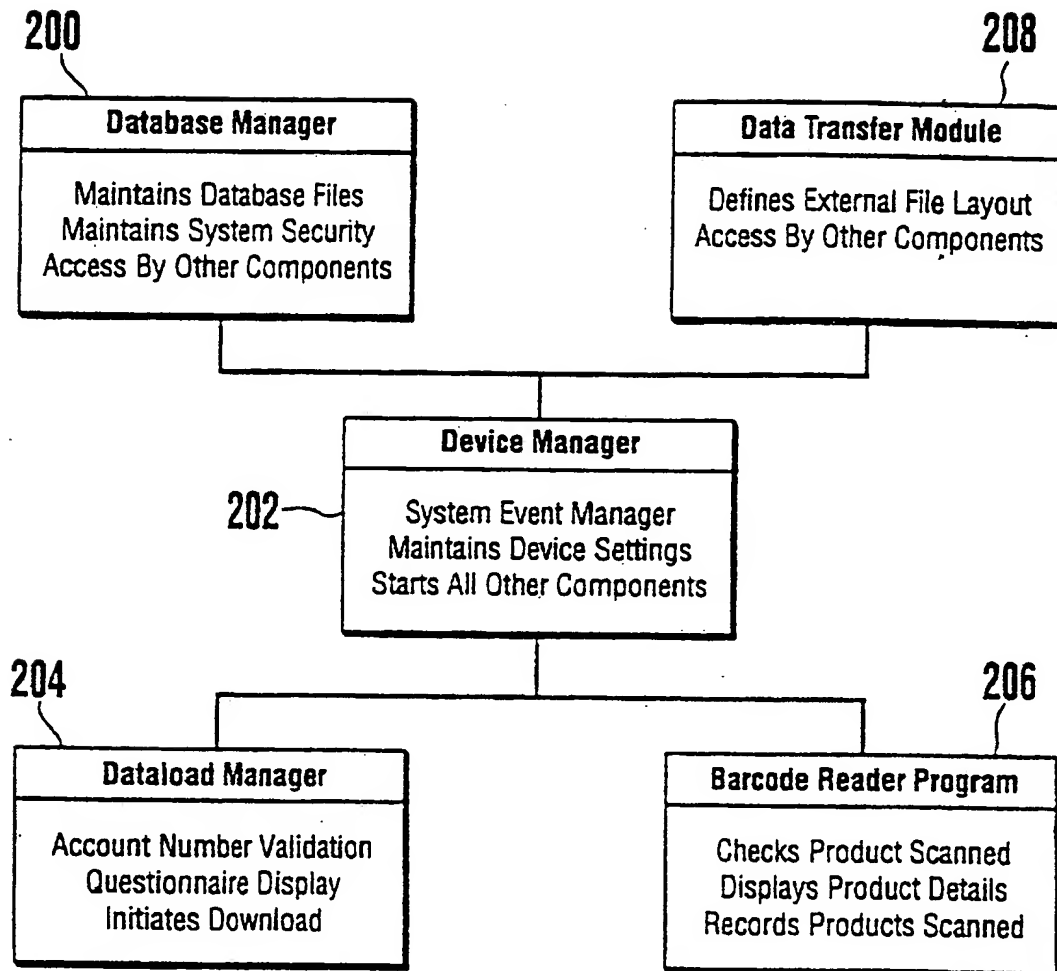 200
208
Database Manager
Maintains Database Files
Maintains System Security
Access By Other Components
Data Transfer Module
Defines External File Layout
Access By Other Components
Device Manager
202
System Event Manager
Maintains Device Settings
Starts All Other Components
204
206
Dataload Manager
Account Number Validation
Questionnaire Display
Initiates Download
Barcode Reader Program
Checks Product Scanned
Displays Product Details
Records Products Scanned